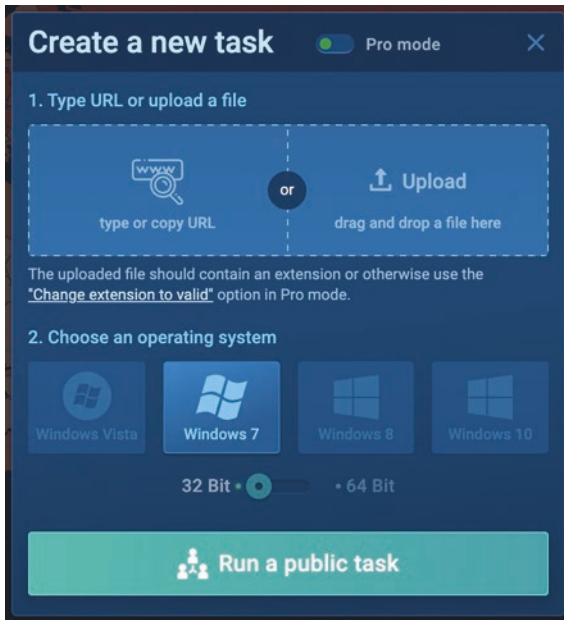 Create a new task
Pro mode
1. Type URL or upload a file
www
type or copy URL
or
Upload
drag and drop a file here
The uploaded file should contain an extension or otherwise use the
"Change extension to valid" option in Pro mode.
2. Choose an operating system
Windows Vista
Windows 7
Windows 8
Windows 10
32 Bit
64 Bit
Run a public task